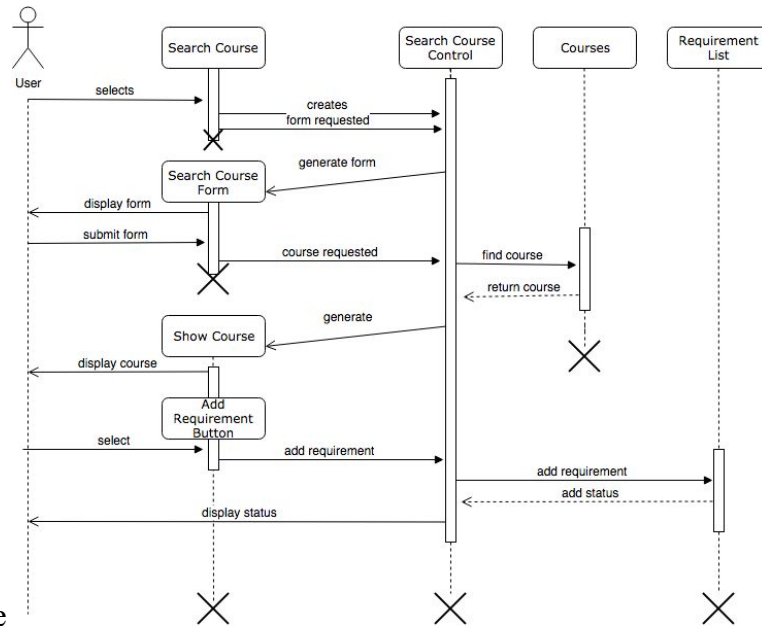 Search Course
Search Course
Control
Courses
Requirement
List
User
selects
creates
form requested
generate form
Search Course
Form
display form
submit form
course requested
find course
return course
generate
Show Course
display course
Add
Requirement
Button
select
add requirement
add requirement
add status
display status
e